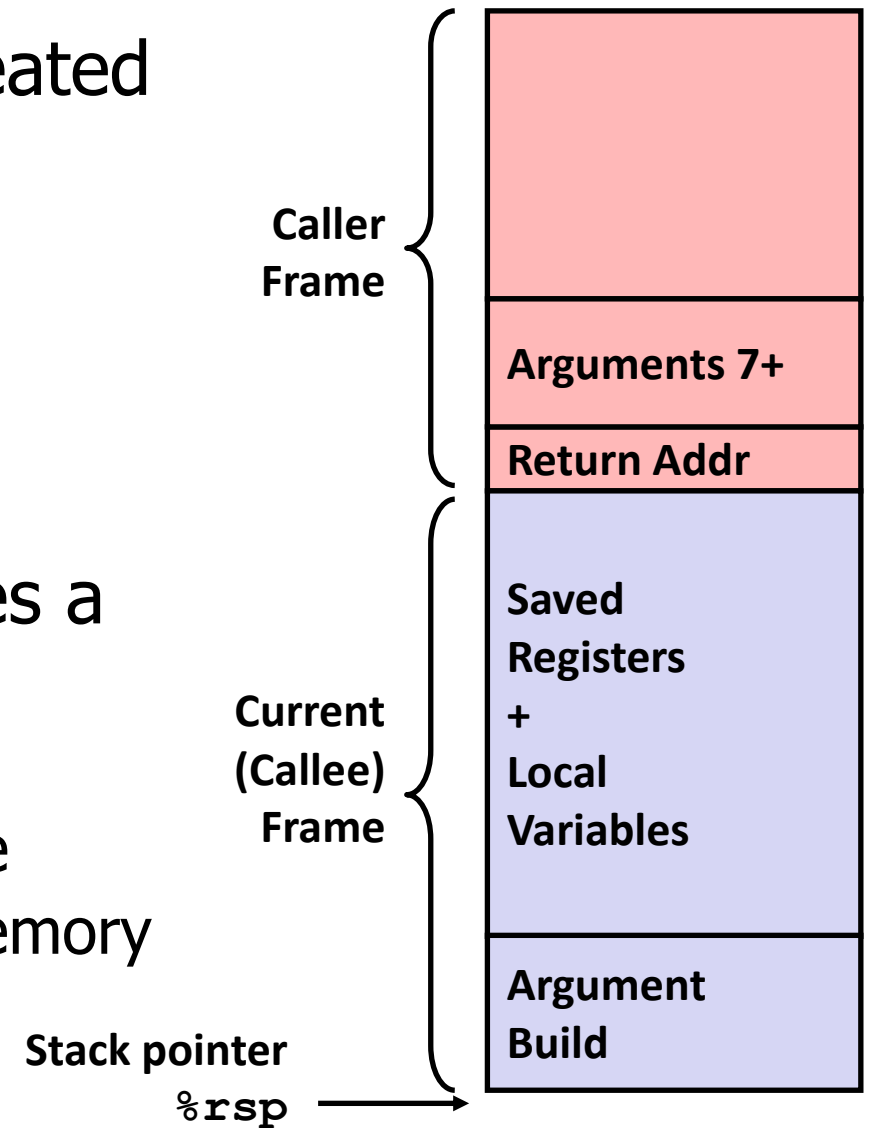 eated
Caller
Frame
Arguments 7+
Return Addr
es a
Saved
Registers
+
Local
Variables
Current
(Callee)
Frame
e
emory
Argument
Build
Stack pointer
%rsp